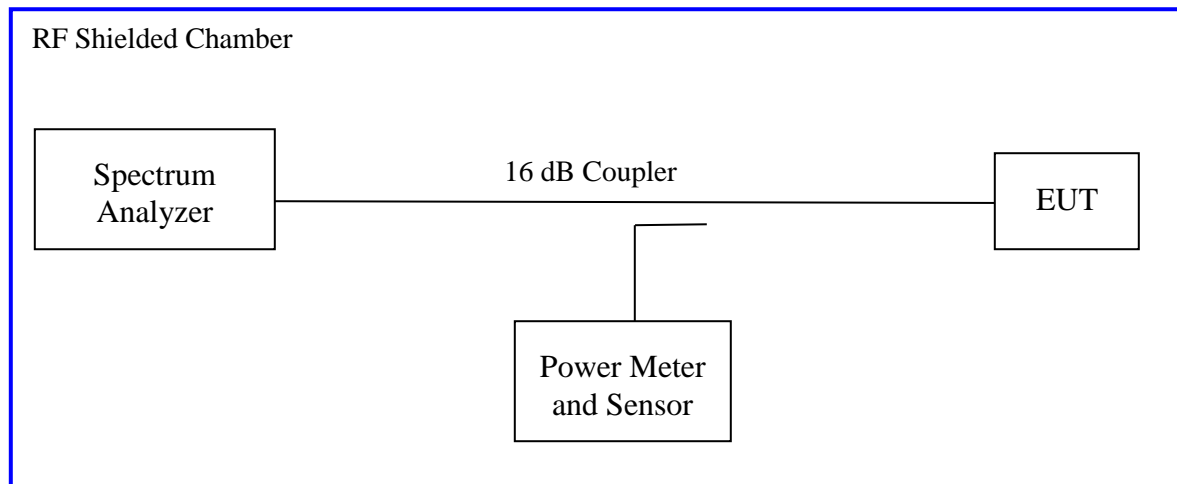 RF Shielded Chamber
16 dB Coupler
Spectrum
Analyzer
EUT
Power Meter
and Sensor